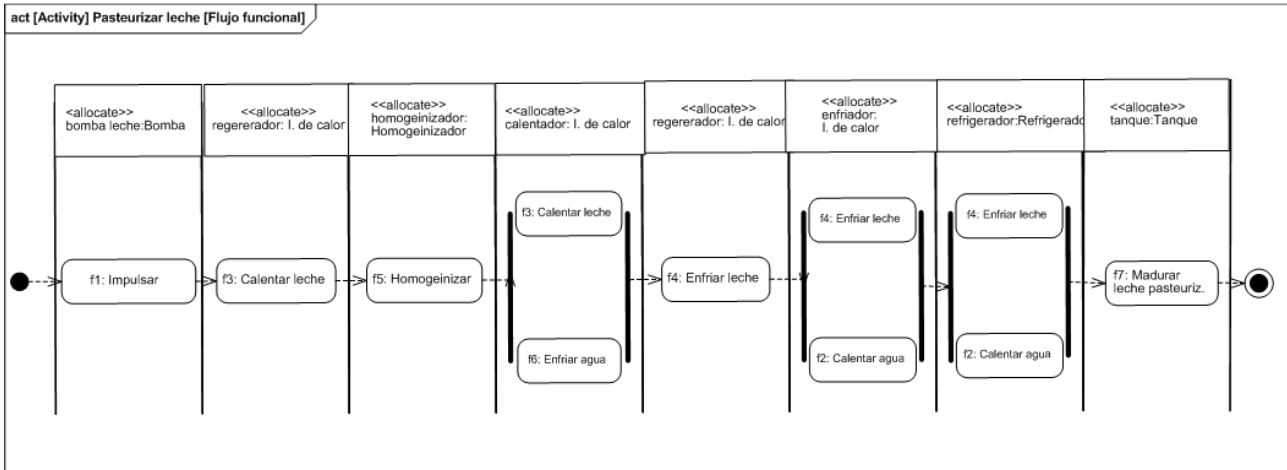 act [Activity] Pasteurizar leche [Flujo funcional]
<<allocate>>
bomba leche:Bomba
<<allocate>>
regererador: I. de calor
<<allocate>>
homogeinizador:
Homogeinizador
<<allocate>>
calentador: I. de calor
<<allocate>>
regererador: I. de calor
<<allocate>>
enfriador:
I. de calor
<<allocate>>
refrigerador:Refrigerado
<<allocate>>
tanque:Tanque
f1: Impulsar
f3: Calentar leche
f5: Homogeinizar
f3: Calentar leche
f6: Enfriar agua
f4: Enfriar leche
f4: Enfriar leche
f2: Calentar agua
f4: Enfriar leche
f2: Calentar agua
f7: Madurar
leche pasteuriz.